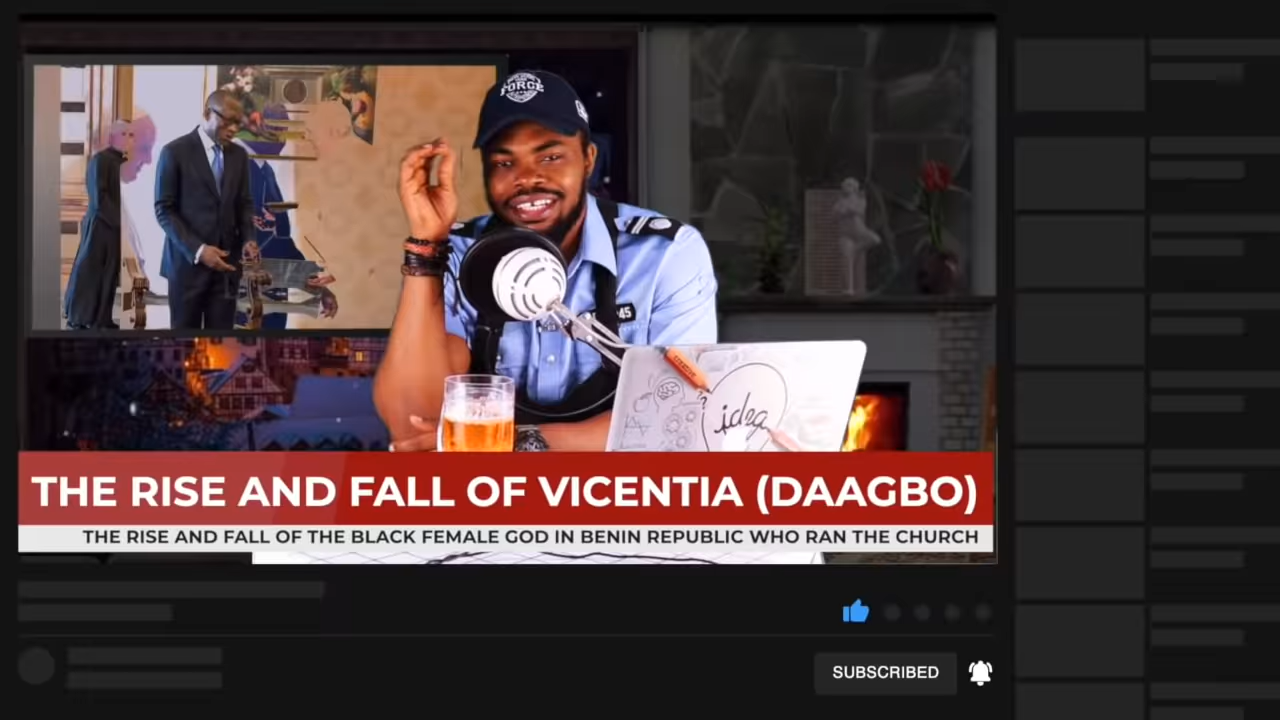 FORCE
45
idea
THE RISE AND FALL OF VICENTIA (DAAGBO)
THE RISE AND FALL OF THE BLACK FEMALE GOD IN BENIN REPUBLIC WHO RAN THE CHURCH
SUBSCRIBED